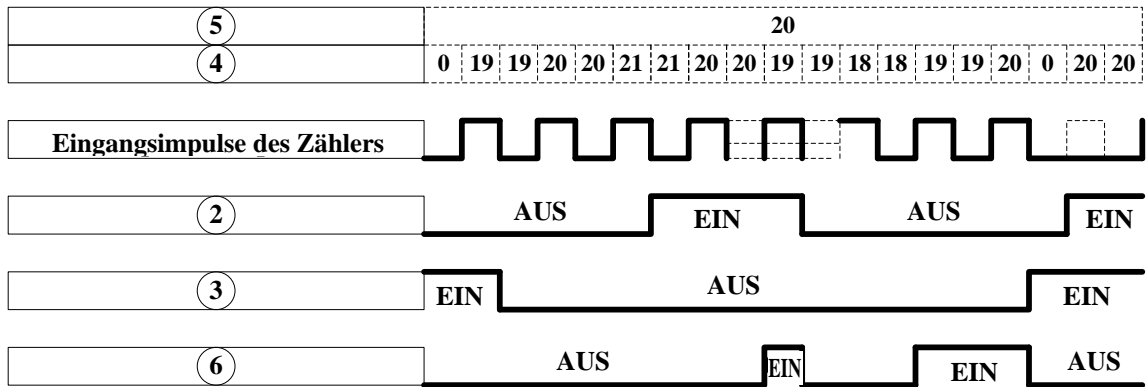 5 20
4 0 19 19 20 20 21 21 20 20 19 19 18 18 19 19 20 0 20 20
Eingangsimpulse des Zählers
2 AUS EIN AUS EIN
3 EIN AUS EIN
6 AUS EIN EIN AUS